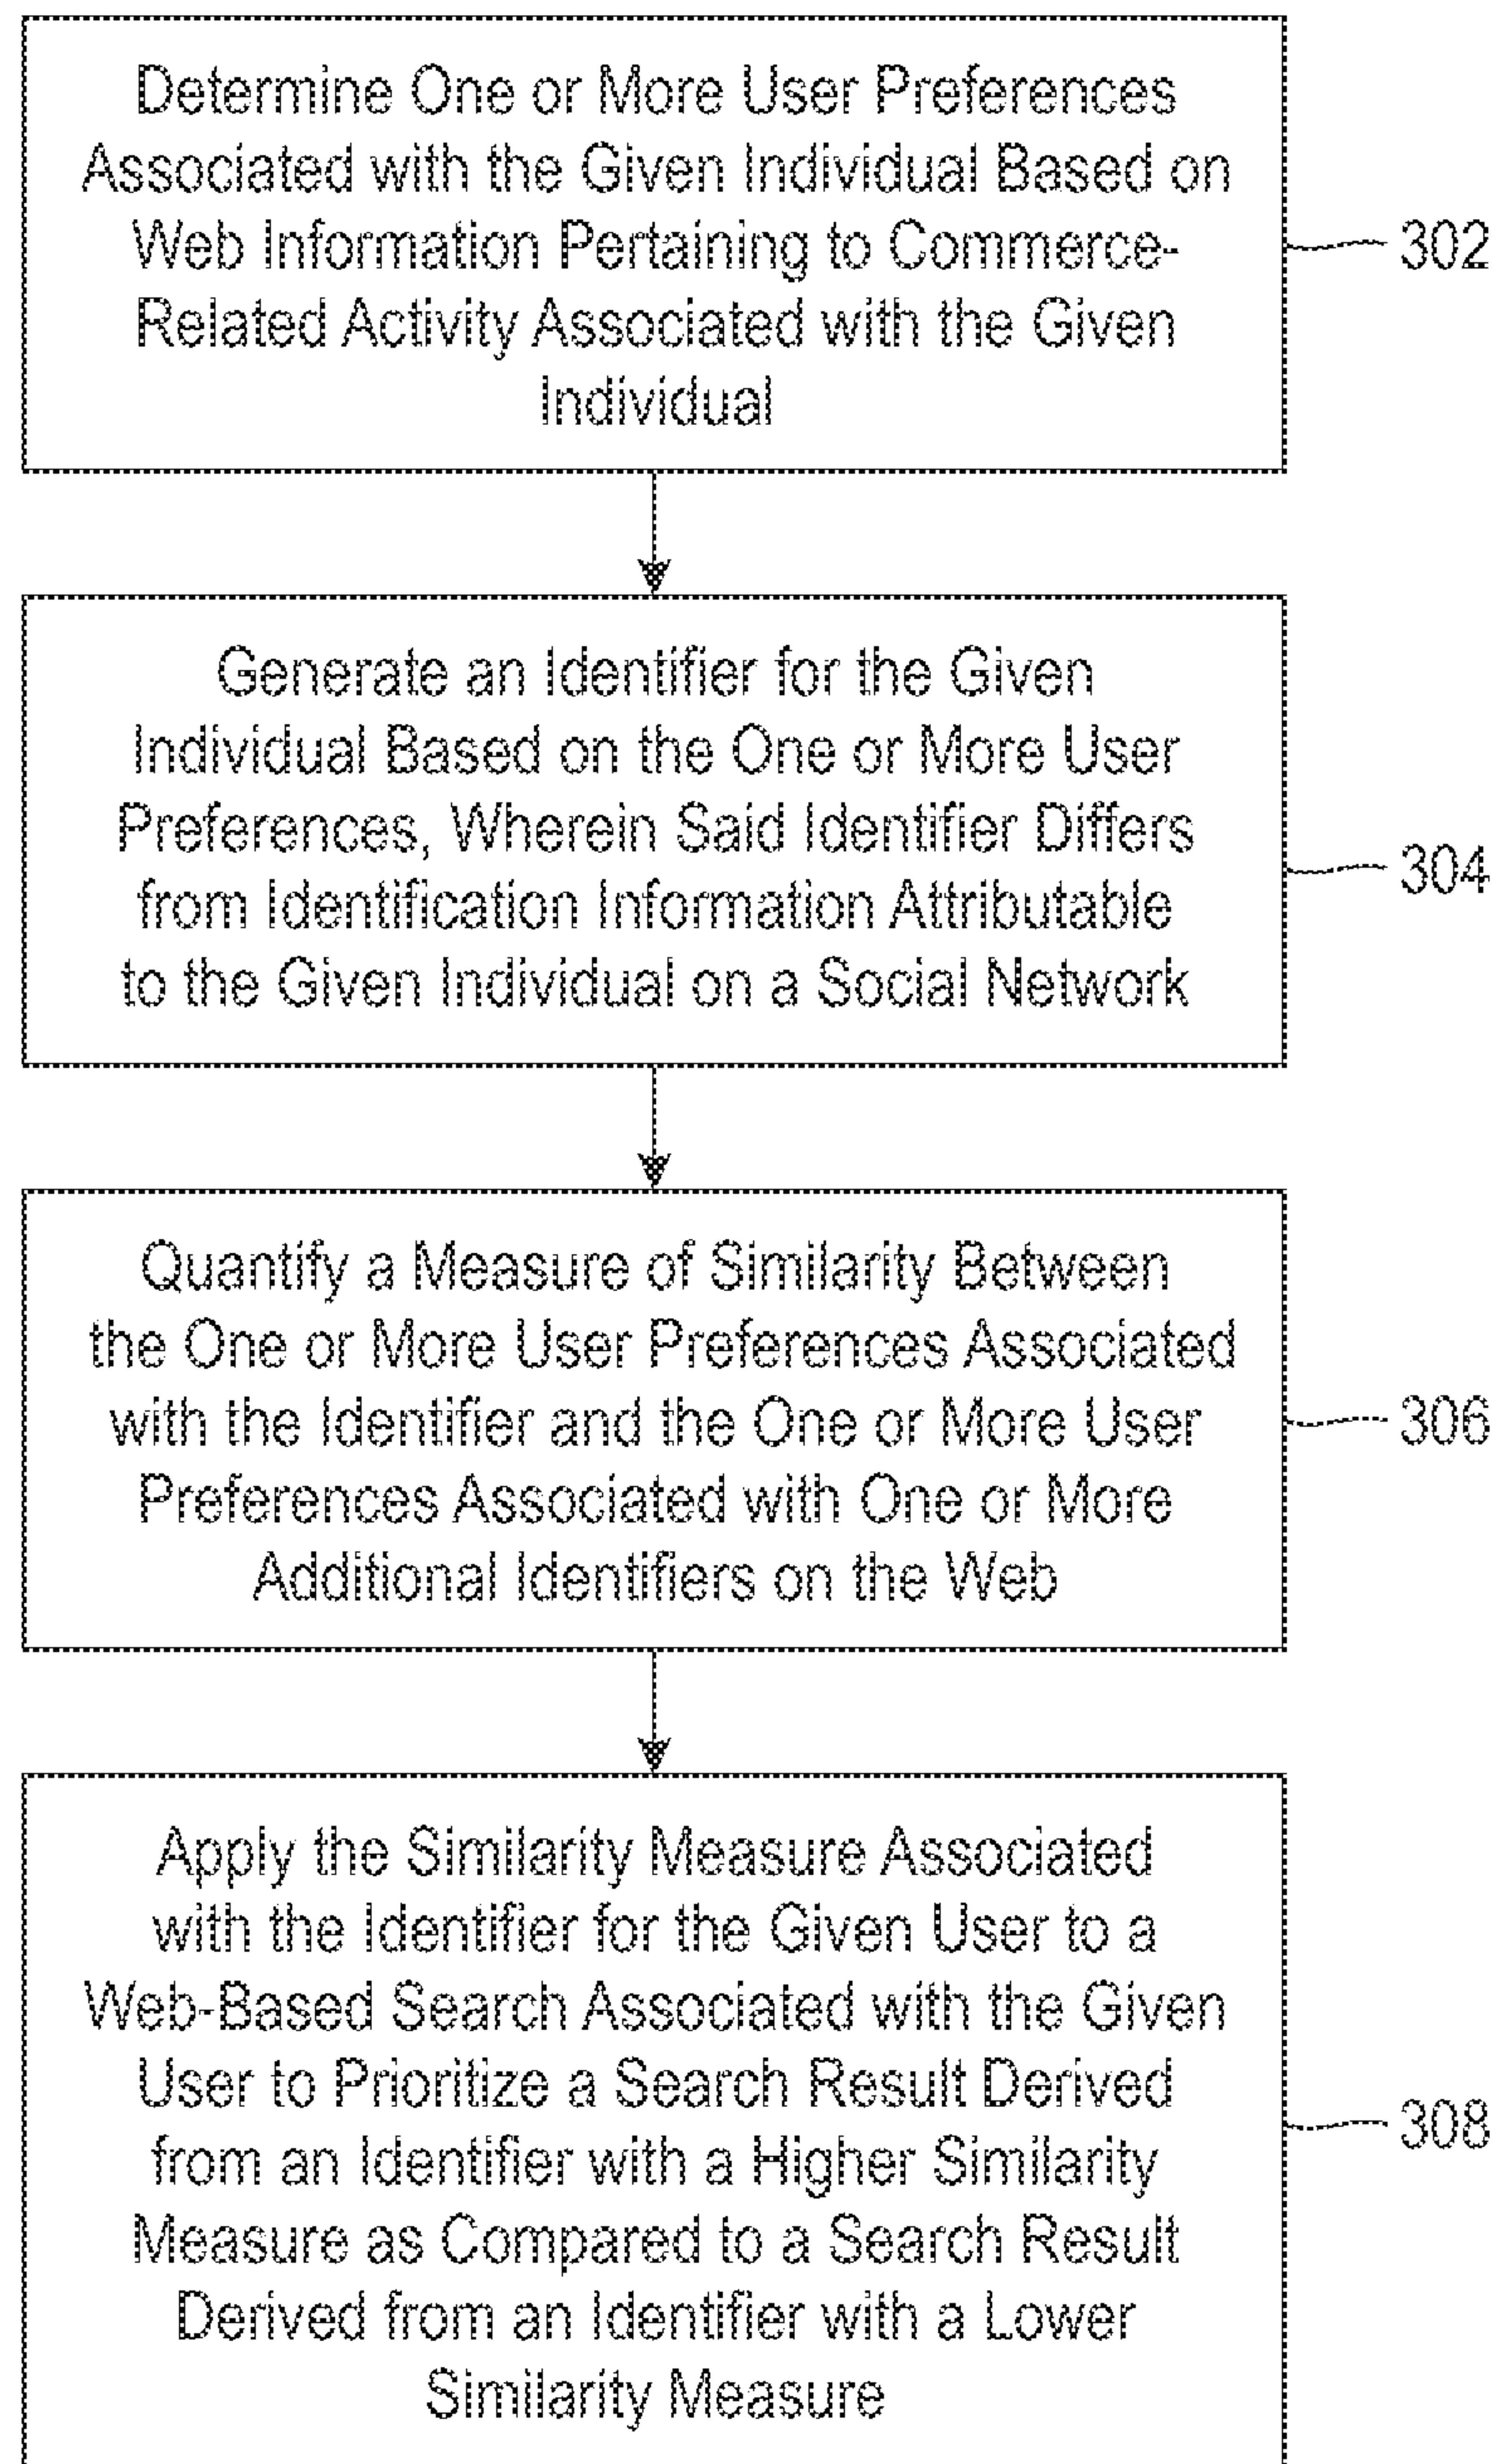 Determine One or More User Preferences
Associated with the Given Individual Based on
Web Information Pertaining to Commerce-
Related Activity Associated with the Given
Individual
302
Generate an Identifier for the Given
Individual Based on the One or More User
Preferences, Wherein Said Identifier Differs
from Identification Information Attributable
to the Given Individual on a Social Network
304
Quantify a Measure of Similarity Between
the One or More User Preferences Associated
with the Identifier and the One or More User
Preferences Associated with One or More
Additional Identifiers on the Web
306
Apply the Similarity Measure Associated
with the Identifier for the Given User to a
Web-Based Search Associated with the Given
User to Prioritize a Search Result Derived
from an Identifier with a Higher Similarity
Measure as Compared to a Search Result
Derived from an Identifier with a Lower
Similarity Measure
308